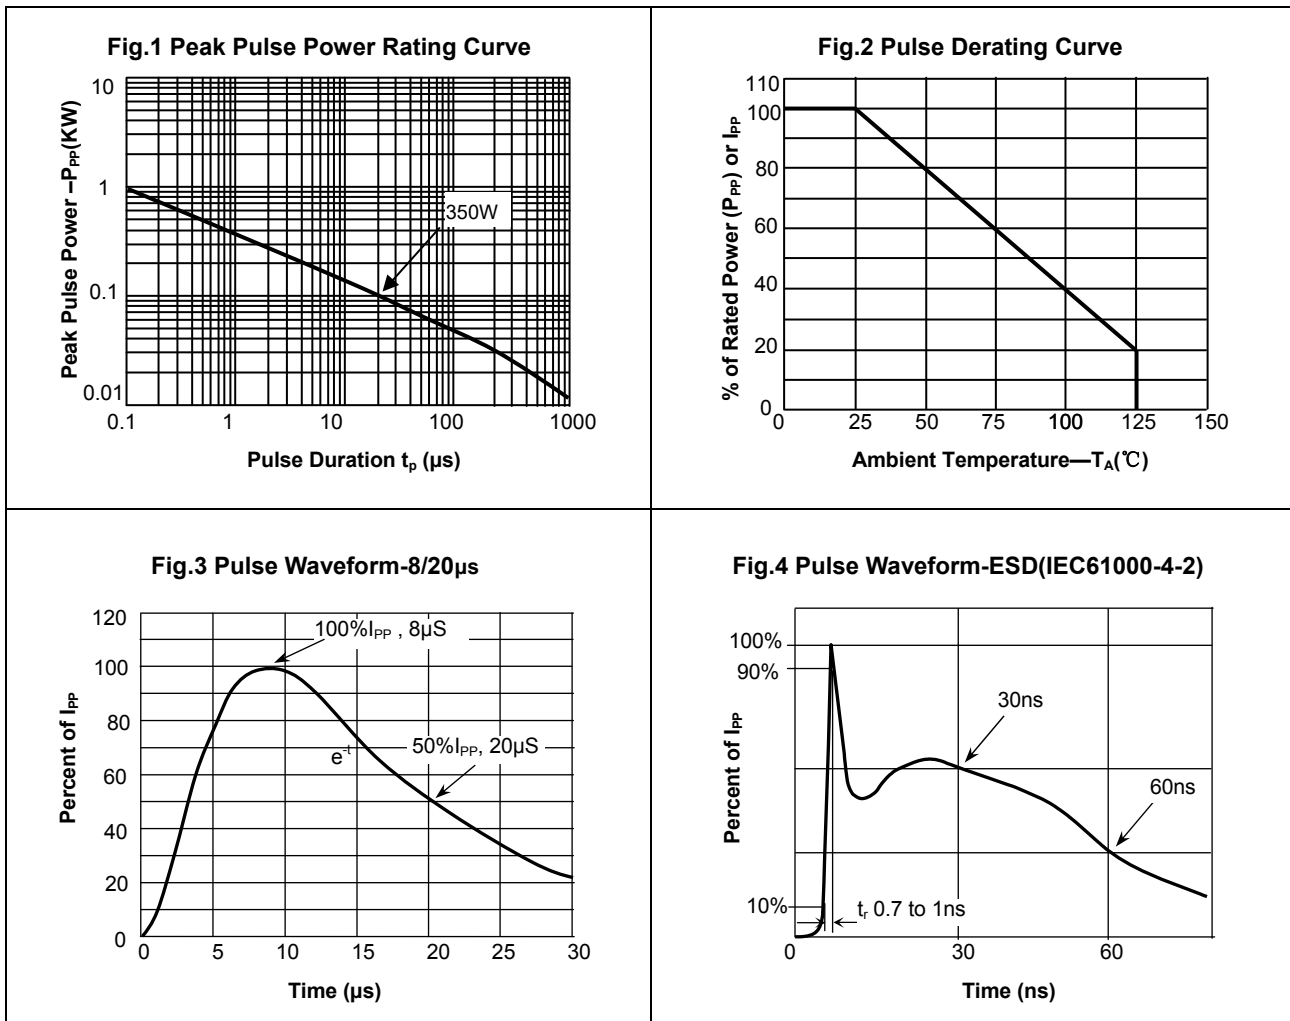 Fig.1 Peak Pulse Power Rating Curve
Peak Pulse Power –PPP(KW)
10
1
0.1
0.01
350W
0.1 1 10 100 1000
Pulse Duration tp (µs)
Fig.2 Pulse Derating Curve
% of Rated Power (PPP) or IPP
110
100
80
60
40
20
0
0 25 50 75 100 125 150
Ambient Temperature—TA(℃)
Fig.3 Pulse Waveform-8/20µs
Percent of IPP
120
100
80
60
40
20
0
100%IPP , 8µS
e-t
50%IPP, 20µS
0 5 10 15 20 25 30
Time (µs)
Fig.4 Pulse Waveform-ESD(IEC61000-4-2)
Percent of IPP
100%
90%
10%
30ns
60ns
tr 0.7 to 1ns
0 30 60
Time (ns)